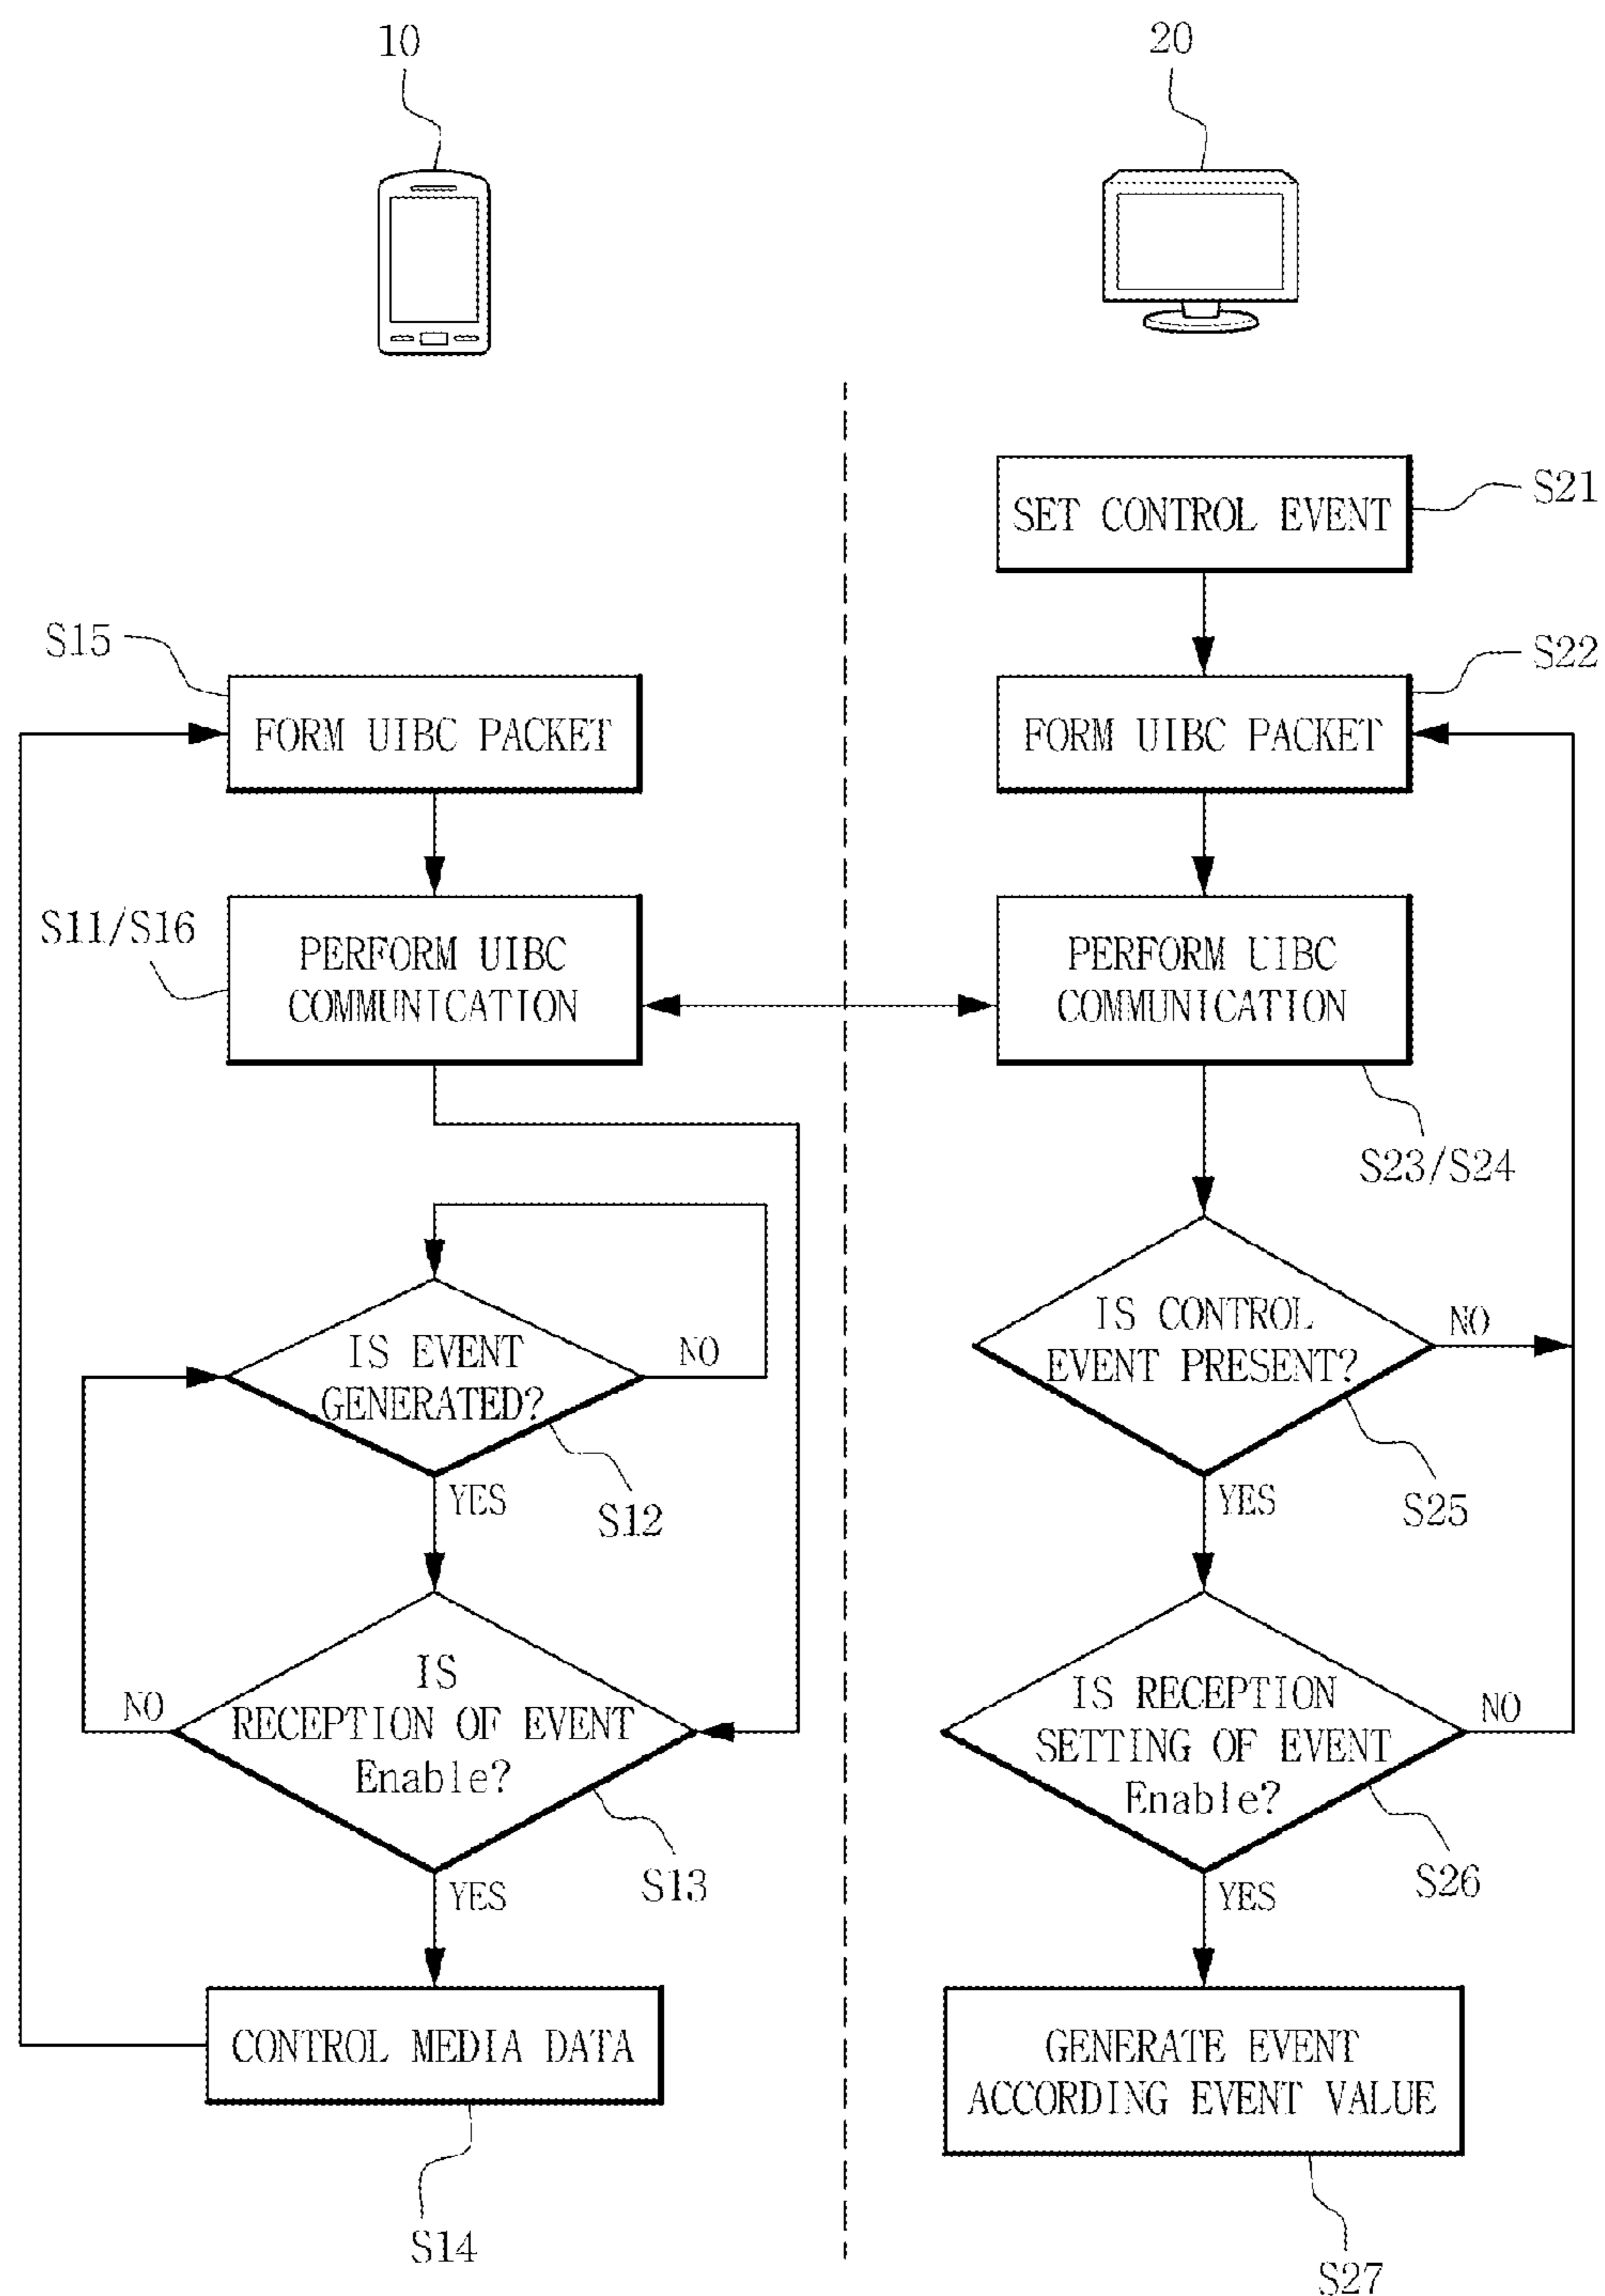 10
20
SET CONTROL EVENT
S21
S15
S22
FORM UIBC PACKET
FORM UIBC PACKET
S11/S16
PERFORM UIBC
COMMUNICATION
PERFORM UIBC
COMMUNICATION
S23/S24
IS EVENT
GENERATED?
NO
YES
S12
IS CONTROL
EVENT PRESENT?
NO
YES
S25
IS
RECEPTION OF EVENT
Enable?
NO
YES
S13
IS RECEPTION
SETTING OF EVENT
Enable?
NO
YES
S26
CONTROL MEDIA DATA
S14
GENERATE EVENT
ACCORDING EVENT VALUE
S27